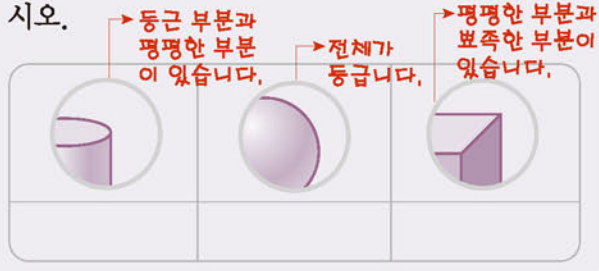 시오.
둥근 부분과
평평한 부분
이 있습니다.
전체가
둥급니다.
평평한 부분과
뾰족한 부분이
있습니다.